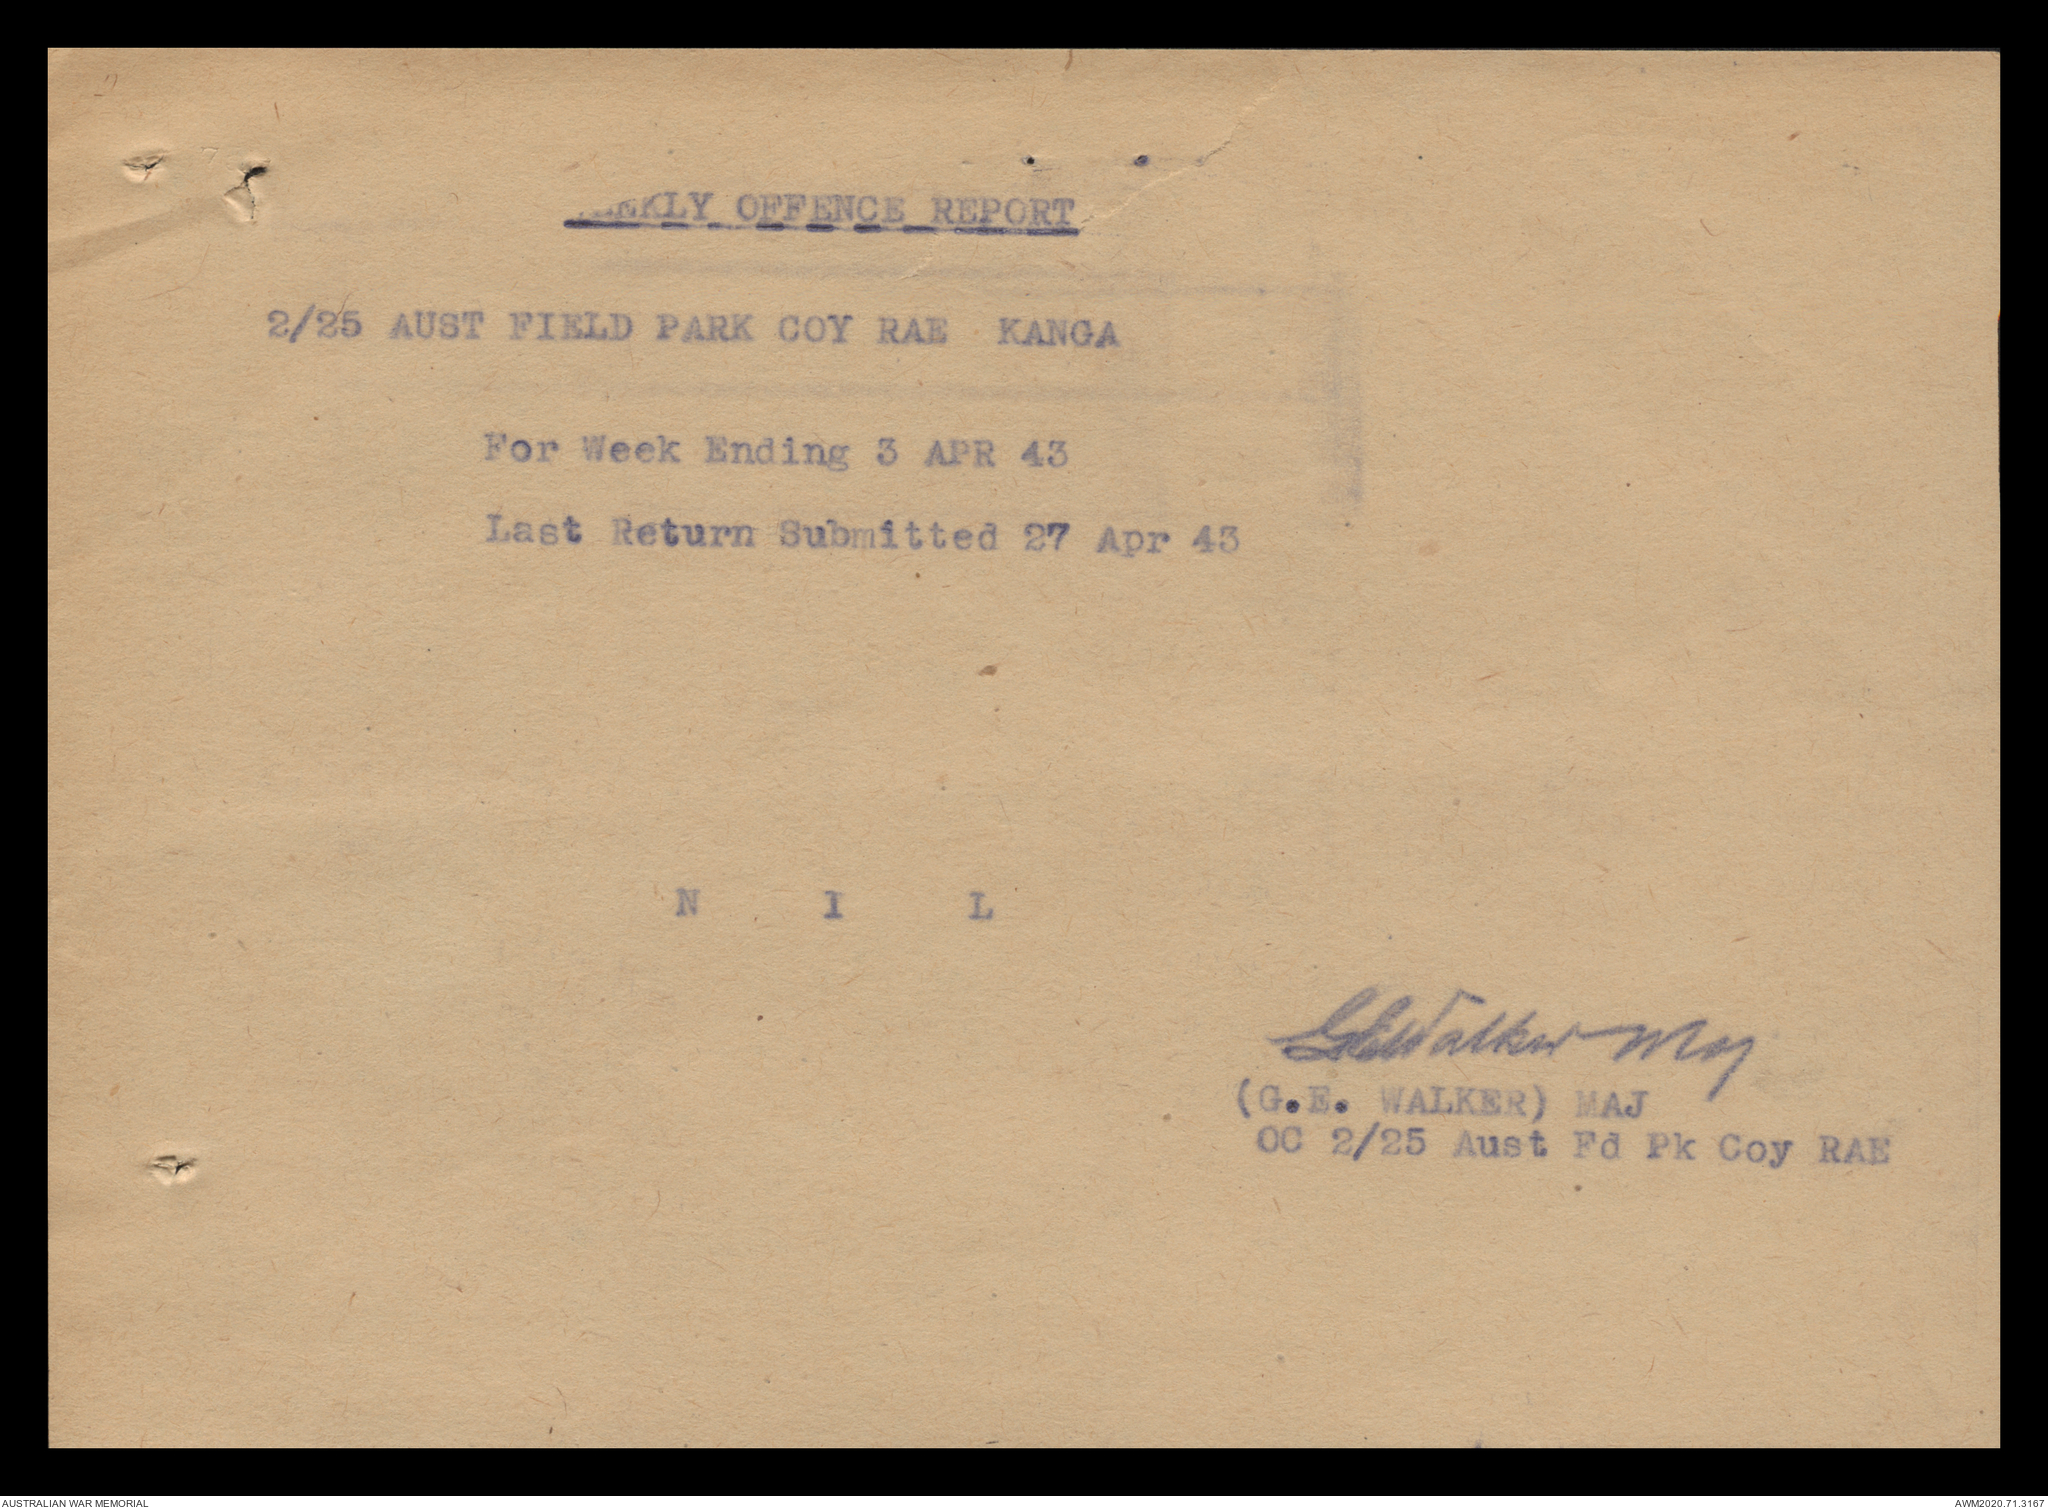 WEEKLY OFFENCE REPORT
2/25 AUST FIELD PARK COY RAE KANGA
For Week Ending 3 APR 43
Last Return Submitted 27 Apr 43
N I L
G.E. Walker Maj
(G.E. WALKER) MAJ
OC 2/25 Aust Fd Pk Coy RAE
AUSTRALIAN WAR MEMORIAL
AWM2020.71.3167